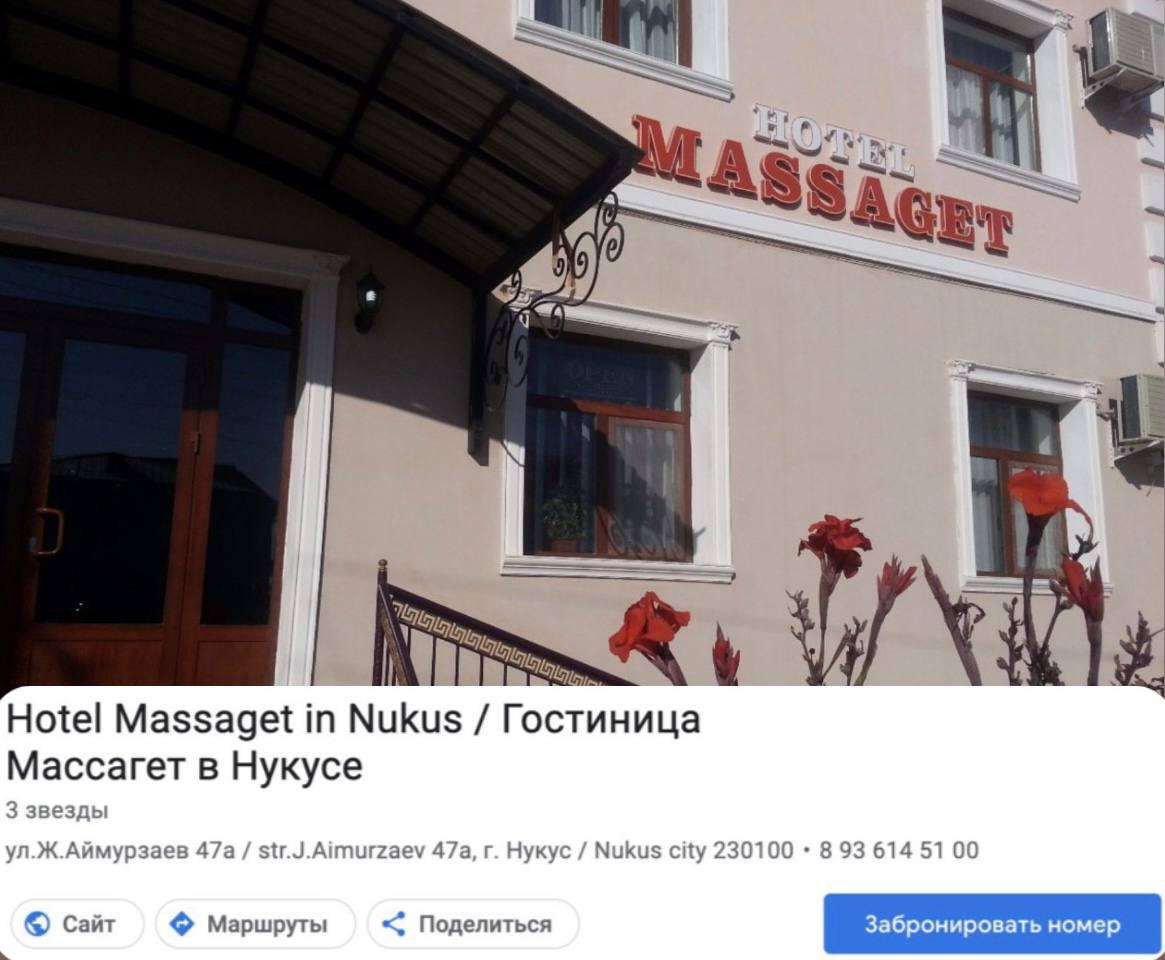 HOTEL
MASSAGET
OPEN
Hotel Massaget in Nukus / Гостиница
Массагет в Нукусе
3 звезды
ул.Ж.Аймурзаев 47а / str.J.Aimurzaev 47a, г. Нукус / Nukus city 230100 • 8 93 614 51 00
Сайт
Маршруты
Поделиться
Забронировать номер